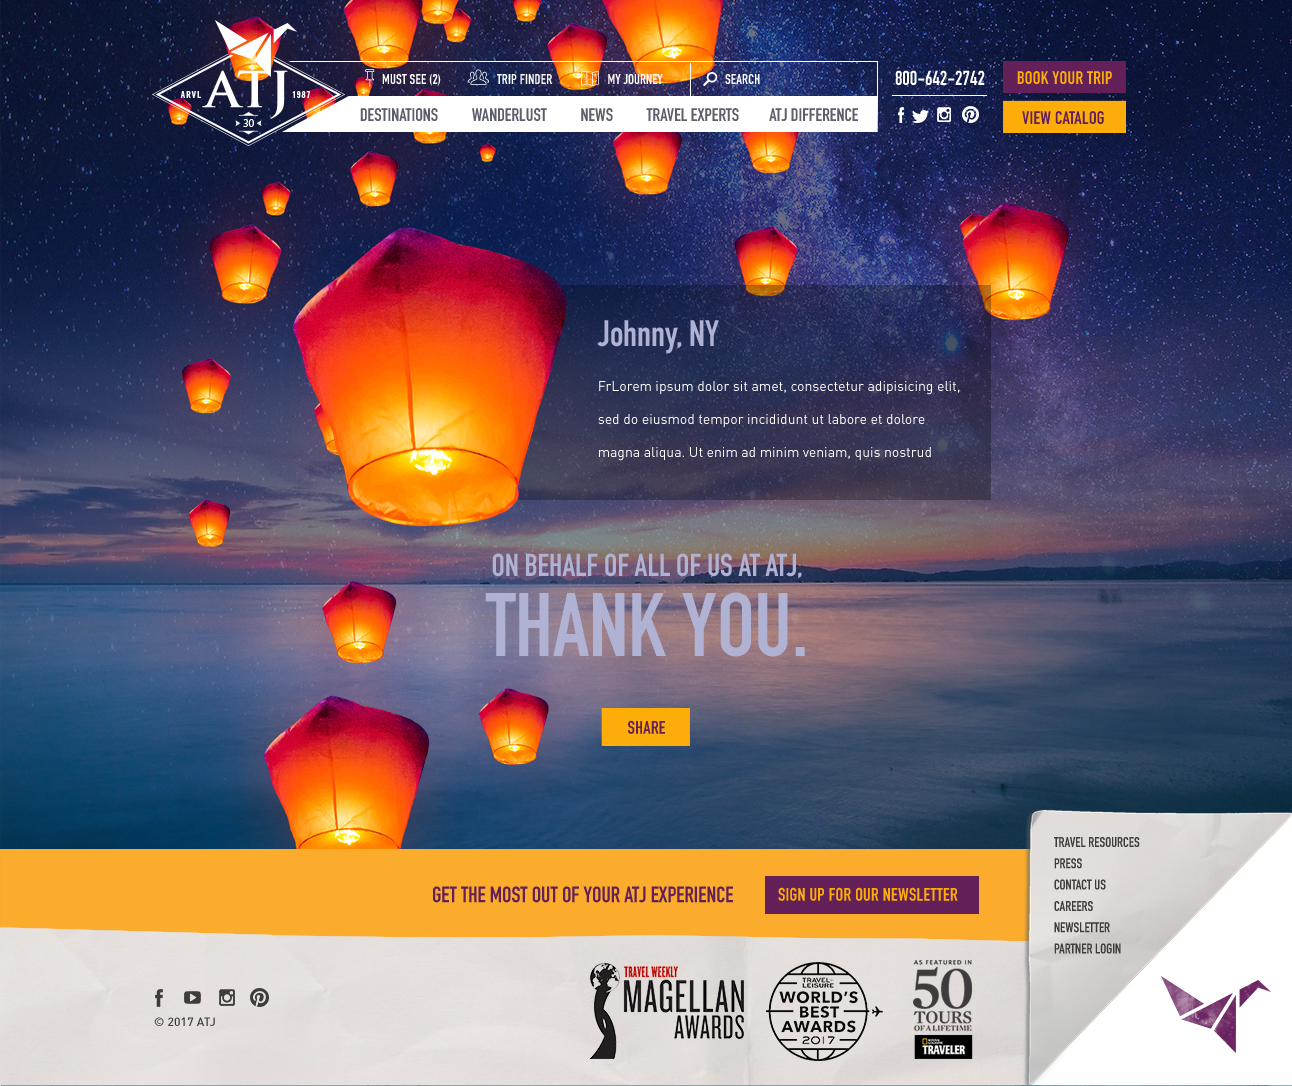 ARVL
ATJ
1987
30
MUST SEE (2)
TRIP FINDER
MY JOURNEY
SEARCH
DESTINATIONS
WANDERLUST
NEWS
TRAVEL EXPERTS
ATJ DIFFERENCE
800-642-2742
BOOK YOUR TRIP
VIEW CATALOG
Johnny, NY
FrLorem ipsum dolor sit amet, consectetur adipisicing elit,
sed do eiusmod tempor incididunt ut labore et dolore
magna aliqua. Ut enim ad minim veniam, quis nostrud
ON BEHALF OF ALL OF US AT ATJ,
THANK YOU.
SHARE
GET THE MOST OUT OF YOUR ATJ EXPERIENCE
SIGN UP FOR OUR NEWSLETTER
TRAVEL RESOURCES
PRESS
CONTACT US
CAREERS
NEWSLETTER
PARTNER LOGIN
© 2017 ATJ
TRAVEL WEEKLY
MAGELLAN
AWARDS
TRAVEL+
LEISURE
WORLD'S
BEST
AWARDS
2017
AS FEATURED IN
50
TOURS
OF A LIFETIME
NATIONAL
GEOGRAPHIC
TRAVELER